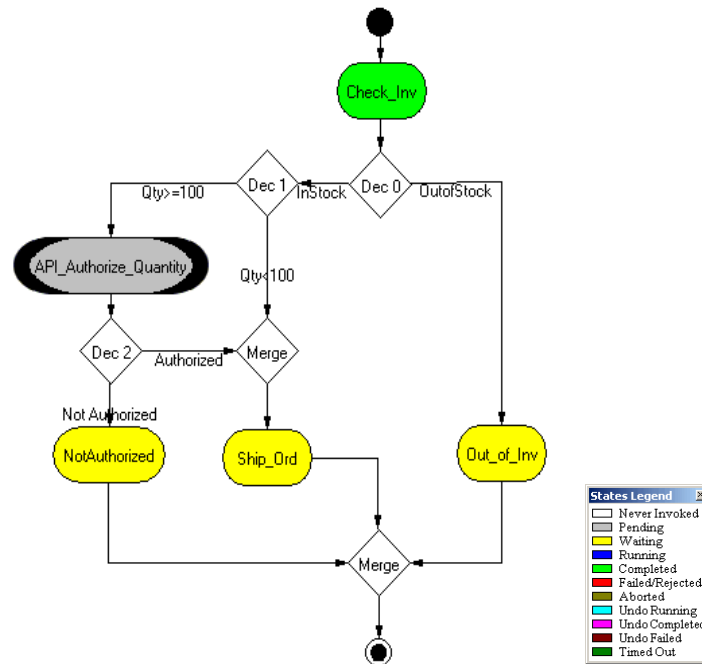 Check_Inv
Dec 1
Dec 0
Qty>=100
InStock
OutofStock
API_Authorize_Quantity
Qty<100
Dec 2
Authorized
Merge
Not Authorized
NotAuthorized
Ship_Ord
Out_of_Inv
Merge
States Legend
Never Invoked
Pending
Waiting
Running
Completed
Failed/Rejected
Aborted
Undo Running
Undo Completed
Undo Failed
Timed Out